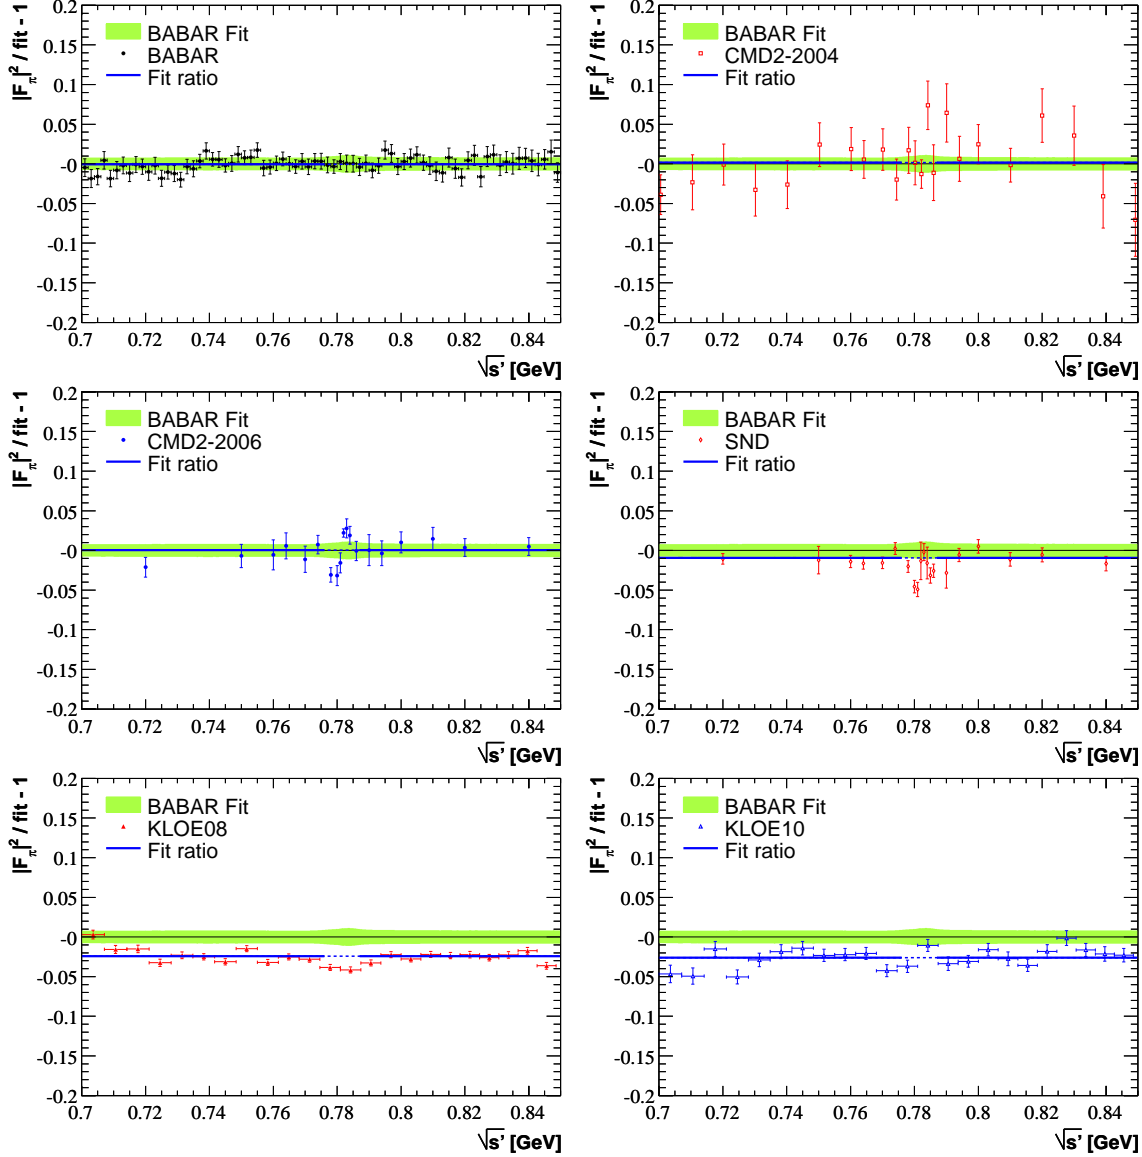 |F_π|² / fit - 1
0.2
0.15
0.1
0.05
-0
-0.05
-0.1
-0.15
-0.2
BABAR Fit
BABAR
Fit ratio
0.7 0.72 0.74 0.76 0.78 0.8 0.82 0.84
√s’ [GeV]
|F_π|² / fit - 1
0.2
0.15
0.1
0.05
-0
-0.05
-0.1
-0.15
-0.2
BABAR Fit
CMD2-2004
Fit ratio
0.7 0.72 0.74 0.76 0.78 0.8 0.82 0.84
√s’ [GeV]
|F_π|² / fit - 1
0.2
0.15
0.1
0.05
-0
-0.05
-0.1
-0.15
-0.2
BABAR Fit
CMD2-2006
Fit ratio
0.7 0.72 0.74 0.76 0.78 0.8 0.82 0.84
√s’ [GeV]
|F_π|² / fit - 1
0.2
0.15
0.1
0.05
-0
-0.05
-0.1
-0.15
-0.2
BABAR Fit
SND
Fit ratio
0.7 0.72 0.74 0.76 0.78 0.8 0.82 0.84
√s’ [GeV]
|F_π|² / fit - 1
0.2
0.15
0.1
0.05
-0
-0.05
-0.1
-0.15
-0.2
BABAR Fit
KLOE08
Fit ratio
0.7 0.72 0.74 0.76 0.78 0.8 0.82 0.84
√s’ [GeV]
|F_π|² / fit - 1
0.2
0.15
0.1
0.05
-0
-0.05
-0.1
-0.15
-0.2
BABAR Fit
KLOE10
Fit ratio
0.7 0.72 0.74 0.76 0.78 0.8 0.82 0.84
√s’ [GeV]